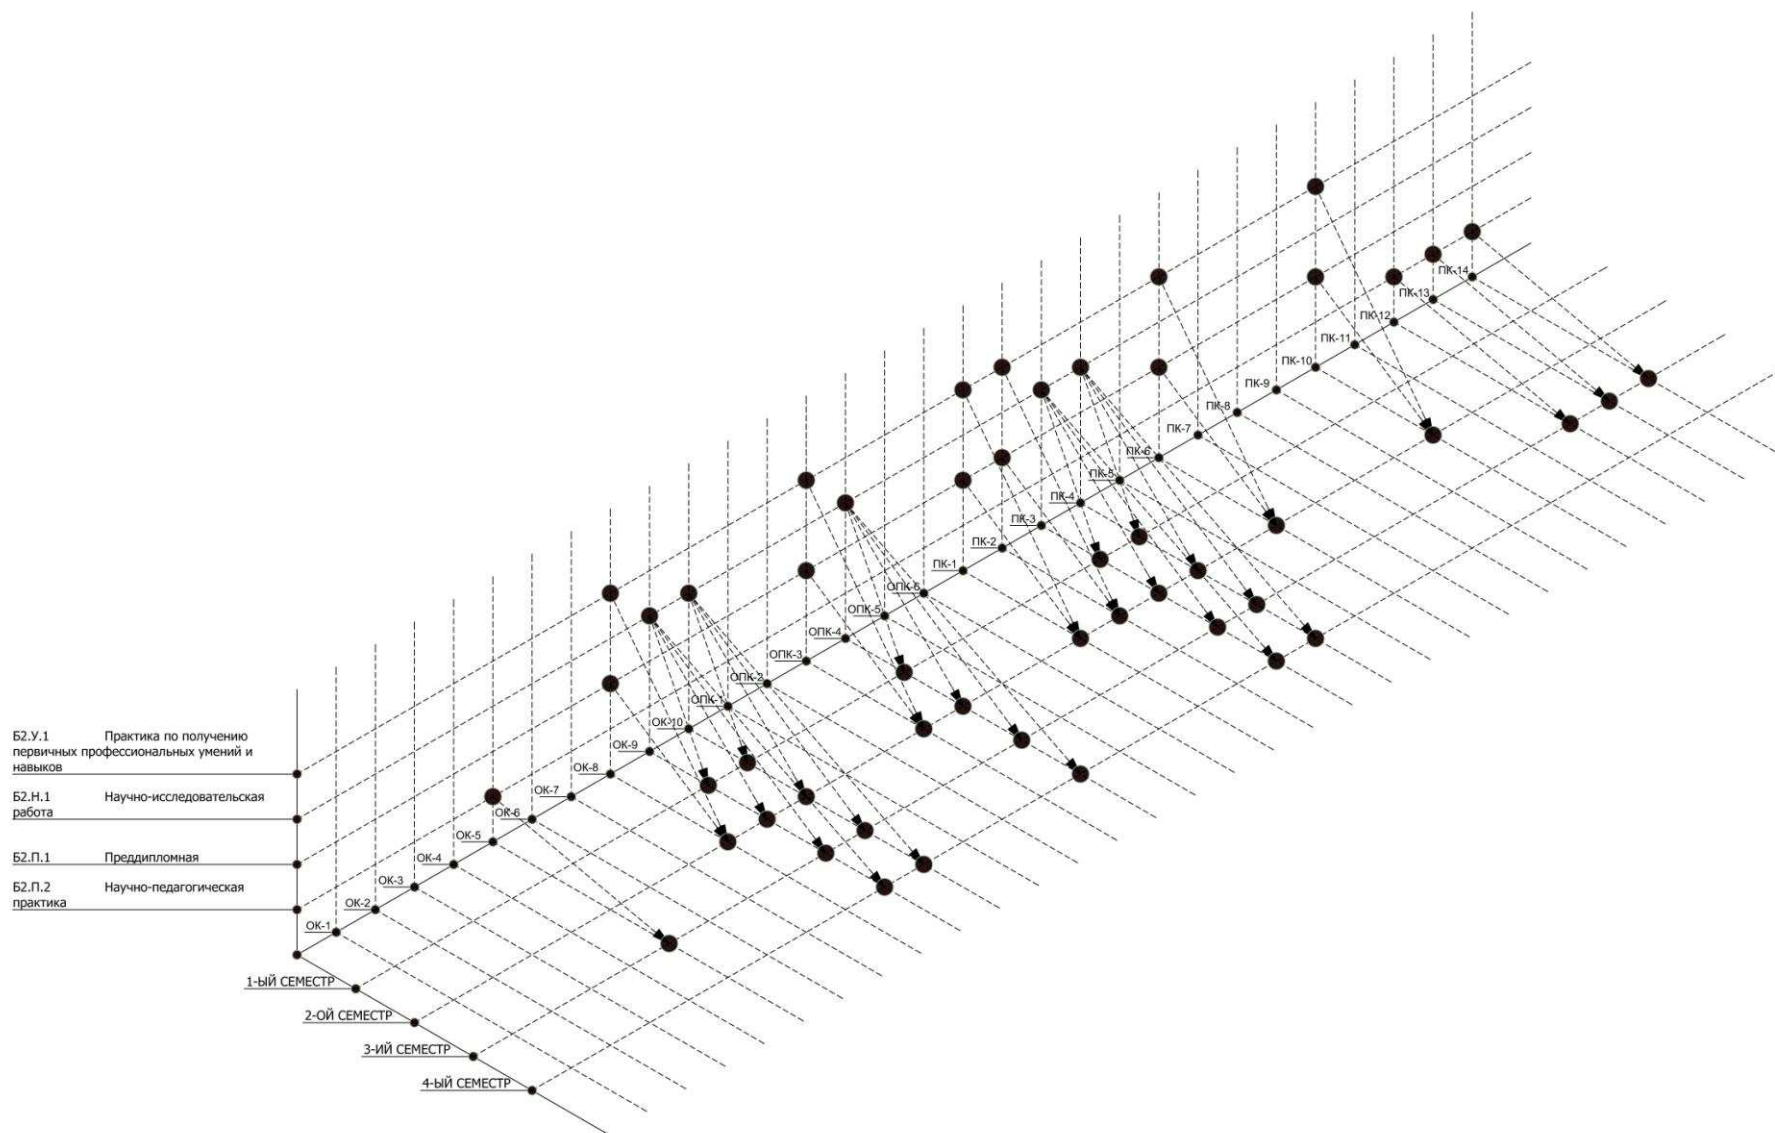 ПК-14
ПК-13
ПК-12
ПК-11
ПК-10
ПК-9
ПК-8
ПК-7
ПК-6
ПК-5
ПК-4
ПК-3
ПК-2
ПК-1
ОПК-6
ОПК-5
ОПК-4
ОПК-3
ОПК-2
ОПК-1
ОК-10
ОК-9
ОК-8
ОК-7
ОК-6
ОК-5
ОК-4
ОК-3
ОК-2
ОК-1
Б2.У.1 Практика по получению
первичных профессиональных умений и
навыков
Б2.Н.1 Научно-исследовательская
работа
Б2.П.1 Преддипломная
Б2.П.2 Научно-педагогическая
практика
1-ЫЙ СЕМЕСТР
2-ОЙ СЕМЕСТР
3-ИЙ СЕМЕСТР
4-ЫЙ СЕМЕСТР